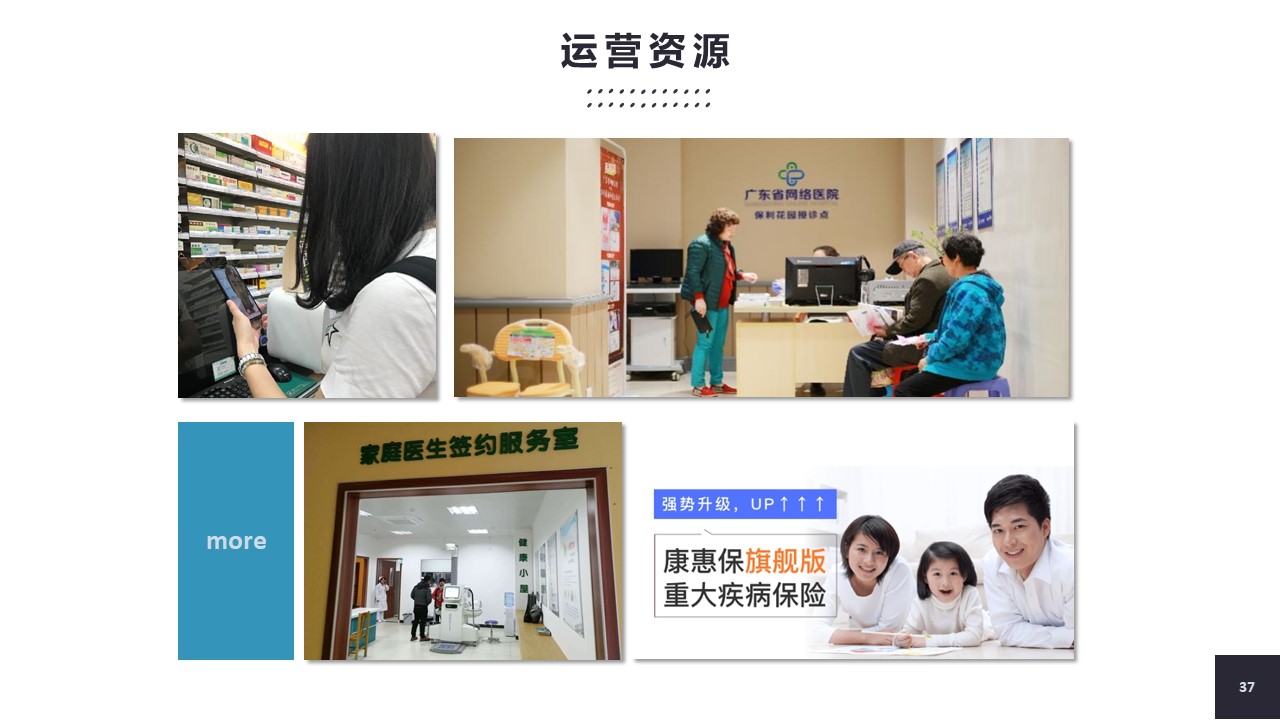 运营资源
广东省网络医院
保利花园接诊点
more
家庭医生签约服务室
健康小屋
强势升级，UP↑↑↑
康惠保旗舰版
重大疾病保险
37